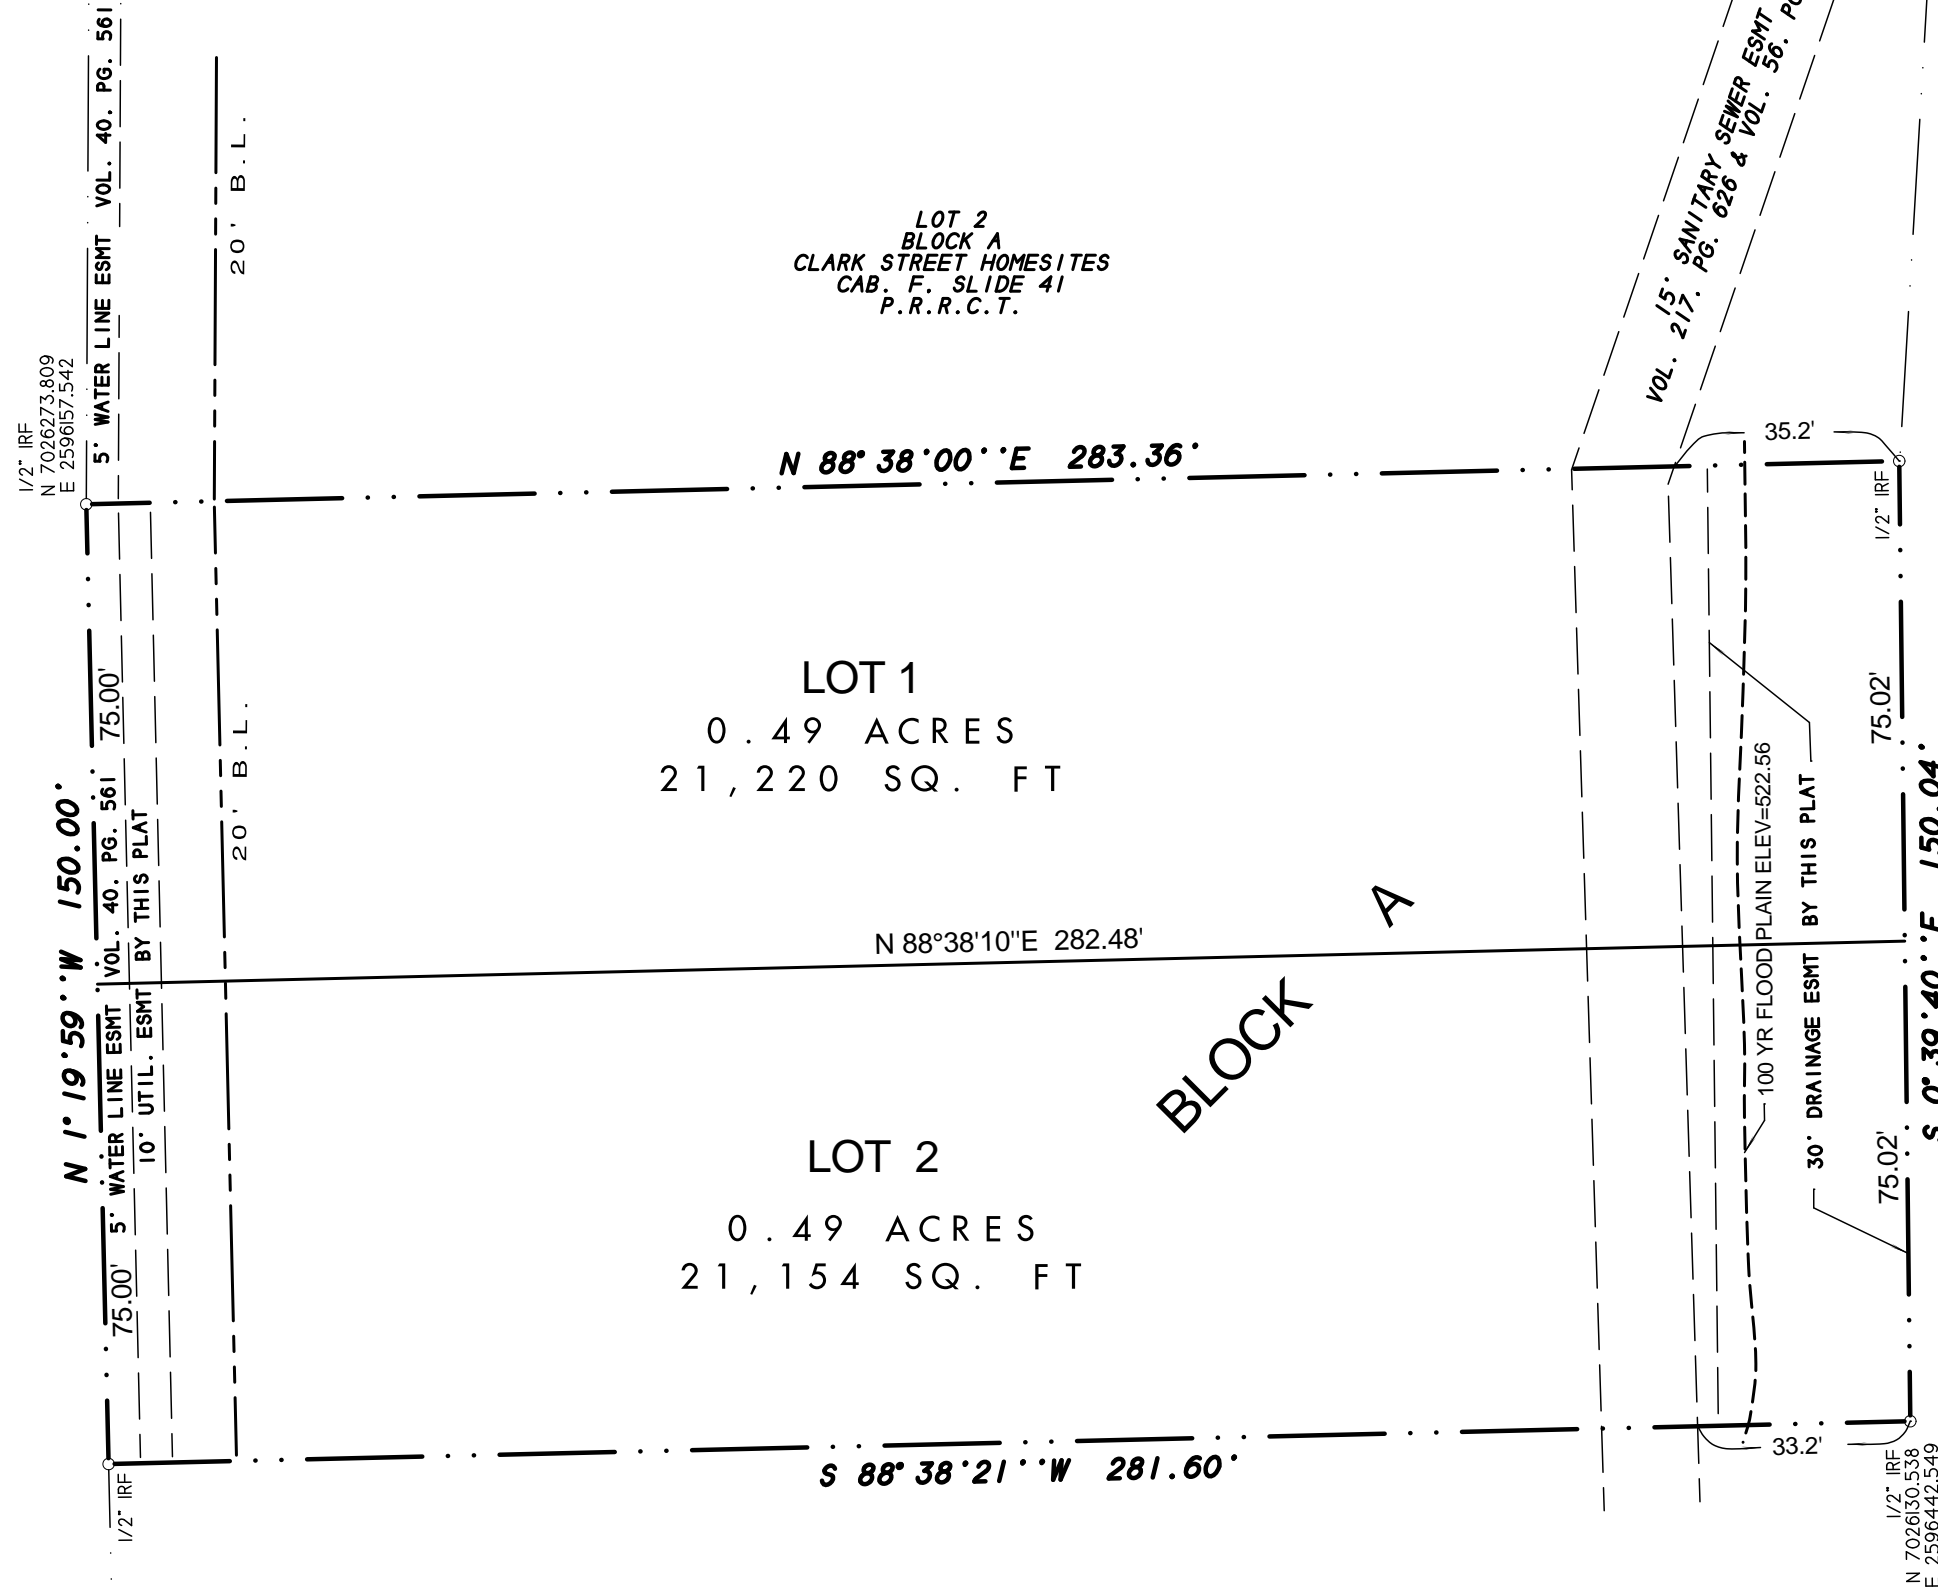 5' WATER LINE ESMT VOL. 40. PG. 561
20' B.L.
LOT 2
BLOCK A
CLARK STREET HOMESITES
CAB. F. SLIDE 41
P.R.R.C.T.
15' SANITARY SEWER ESMT
VOL. 217. PG. 626 & VOL. 56.
1/2" IRF
N 7026273.809
E 2596157.542
N 88° 38'00''E 283.36'
35.2'
1/2" IRF
LOT 1
0.49 ACRES
21,220 SQ. FT
75.00'
75.02'
20' B.L.
N 1° 19'59''W 150.00'
5' WATER LINE ESMT VOL. 40. PG. 561
10' UTIL. ESMT BY THIS PLAT
N 88°38'10"E 282.48'
BLOCK A
100 YR FLOOD PLAIN ELEV=522.56
30' DRAINAGE ESMT BY THIS PLAT
S 0° 39'40''E 150.04'
LOT 2
0.49 ACRES
21,154 SQ. FT
75.00'
75.02'
S 88° 38'21''W 281.60'
33.2'
1/2" IRF
1/2" IRF
N 7026130.538
E 2596442.549